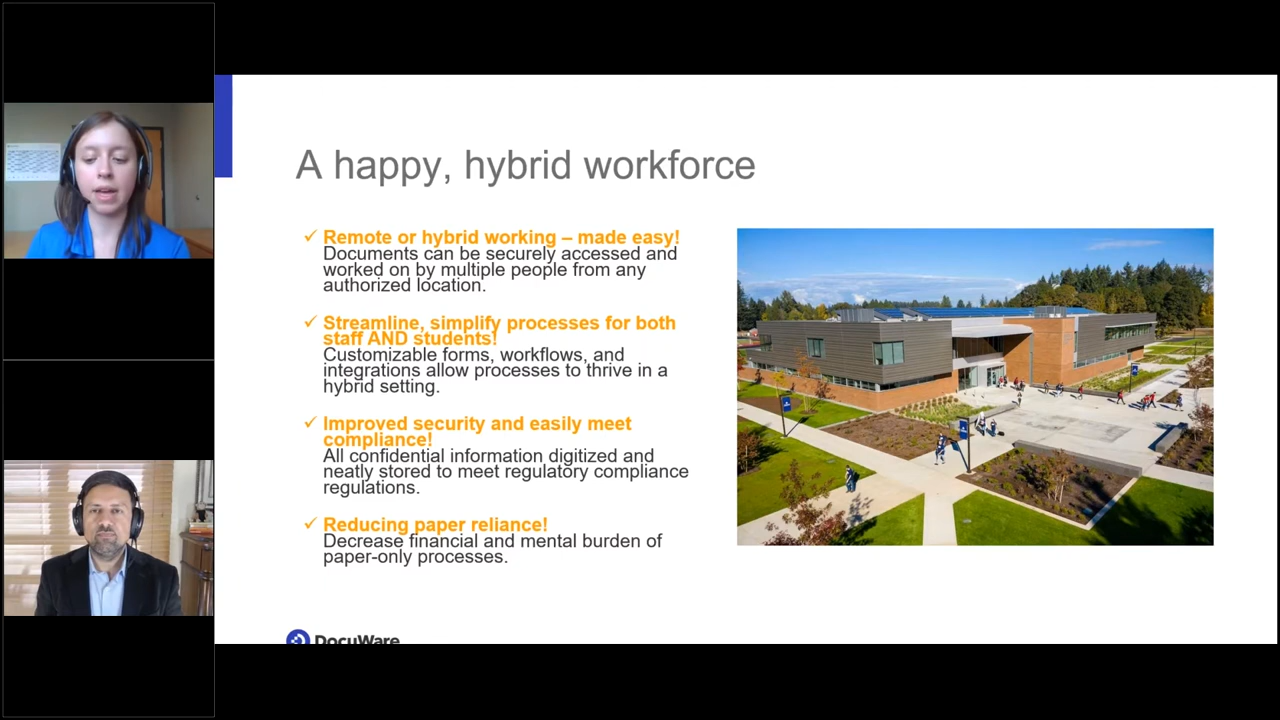 A happy, hybrid workforce
✓ Remote or hybrid working – made easy!
Documents can be securely accessed and
worked on by multiple people from any
authorized location.
✓ Streamline, simplify processes for both
staff AND students!
Customizable forms, workflows, and
integrations allow processes to thrive in a
hybrid setting.
✓ Improved security and easily meet
compliance!
All confidential information digitized and
neatly stored to meet regulatory compliance
regulations.
✓ Reducing paper reliance!
Decrease financial and mental burden of
paper-only processes.
DocuWare